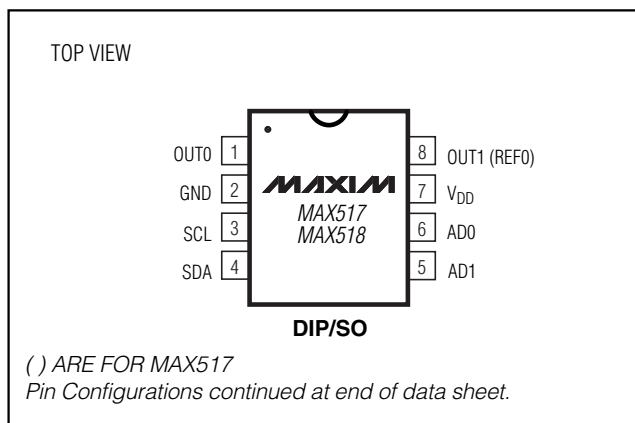 TOP VIEW
OUT0 1 8 OUT1 (REF0)
GND 2 MAXIM 7 VDD
MAX517
SCL 3 6 AD0
MAX518
SDA 4 5 AD1
DIP/SO
( ) ARE FOR MAX517
Pin Configurations continued at end of data sheet.